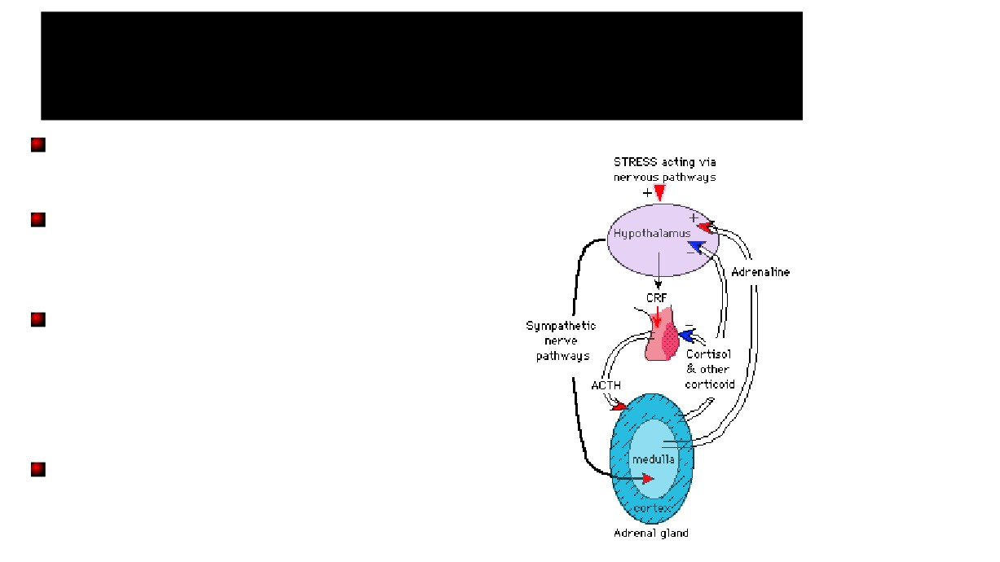 STRESS acting via
nervous pathways
+
+
Hypothalamus
–
Adrenaline
CRF
Sympathetic
nerve
pathways
–
Cortisol
& other
corticoid
ACTH
medulla
cortex
Adrenal gland